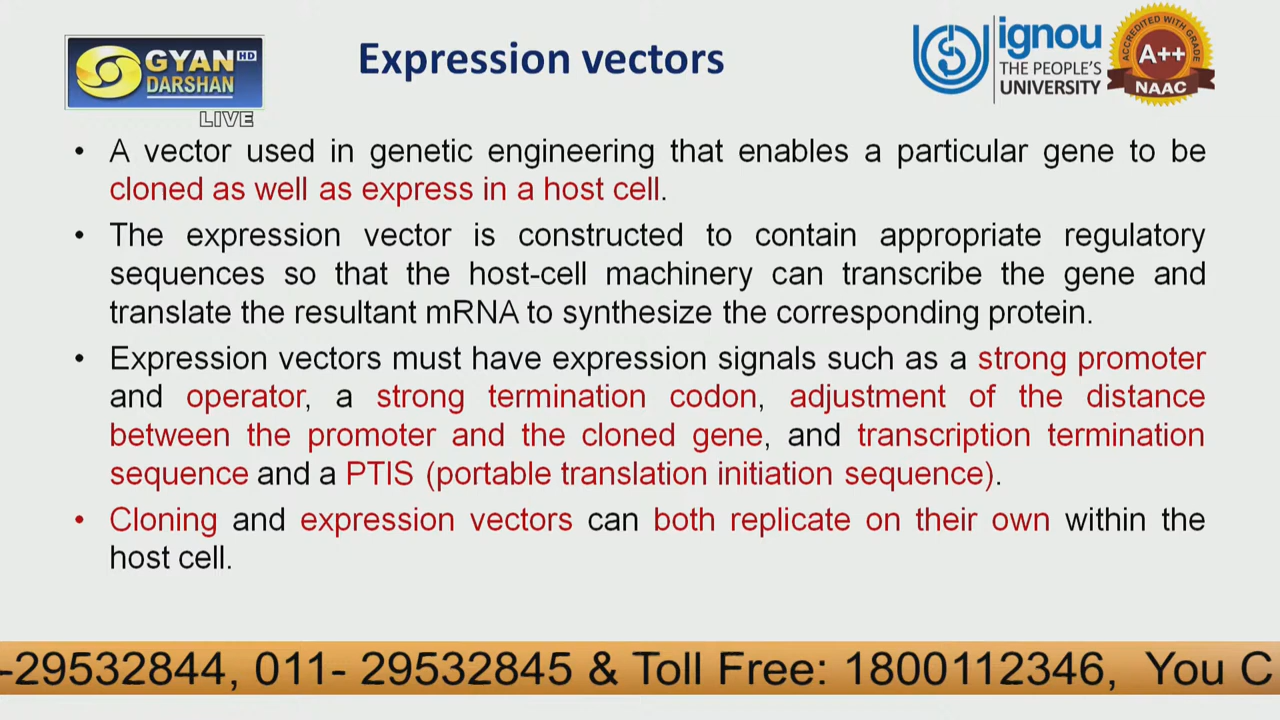 GYAN HD
DARSHAN
LIVE
Expression vectors
ignou
THE PEOPLE'S
UNIVERSITY
ACCREDITED WITH GRADE
A++
NAAC
• A vector used in genetic engineering that enables a particular gene to be
cloned as well as express in a host cell.
• The expression vector is constructed to contain appropriate regulatory
sequences so that the host-cell machinery can transcribe the gene and
translate the resultant mRNA to synthesize the corresponding protein.
• Expression vectors must have expression signals such as a strong promoter
and operator, a strong termination codon, adjustment of the distance
between the promoter and the cloned gene, and transcription termination
sequence and a PTIS (portable translation initiation sequence).
• Cloning and expression vectors can both replicate on their own within the
host cell.
-29532844, 011- 29532845 & Toll Free: 1800112346, You C